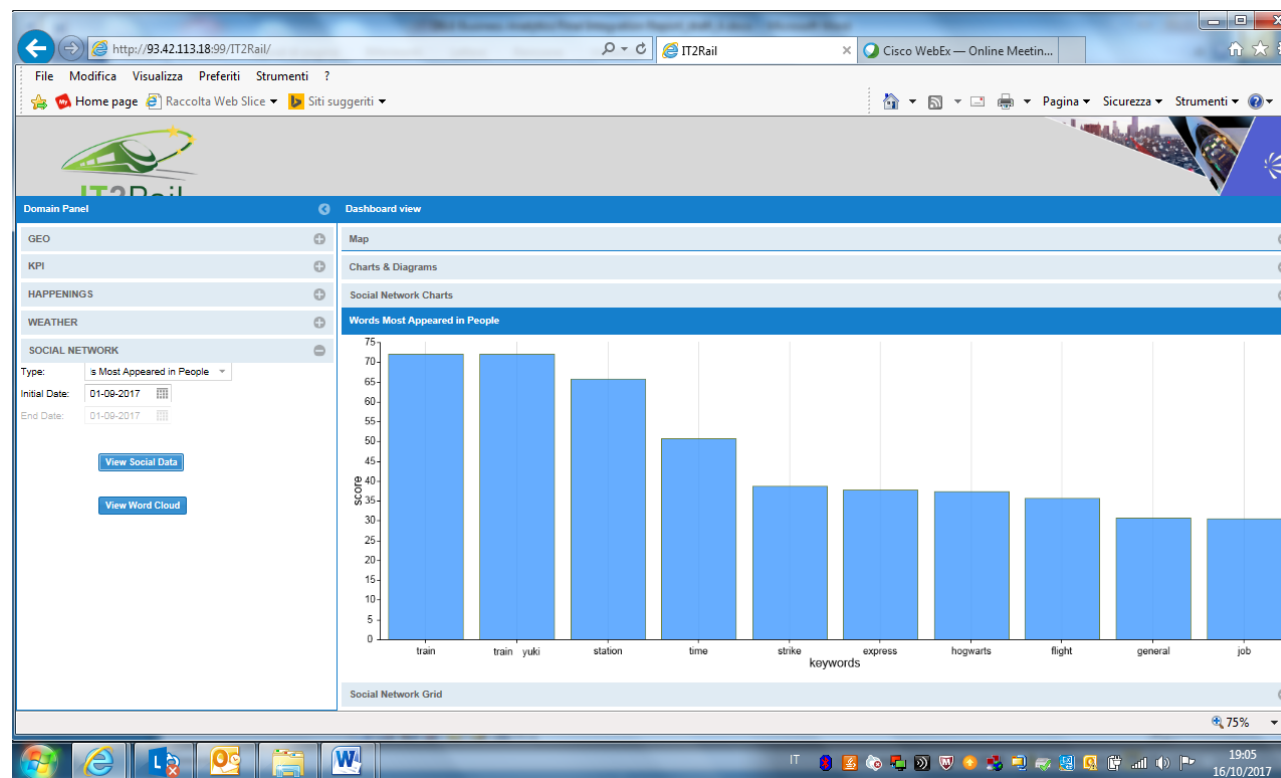 http://93.42.113.18:99/IT2Rail/
IT2Rail
Cisco WebEx — Online Meetin...
File Modifica Visualizza Preferiti Strumenti ?
Home page Raccolta Web Slice Siti suggeriti
Pagina Sicurezza Strumenti
IT2Rail
Domain Panel
Dashboard view
GEO
KPI
HAPPENINGS
WEATHER
SOCIAL NETWORK
Type: s Most Appeared in People
Initial Date: 01-09-2017
End Date: 01-09-2017
View Social Data
View Word Cloud
Map
Charts & Diagrams
Social Network Charts
Words Most Appeared in People
75
70
65
60
55
50
45
40
35
30
25
20
15
10
5
0
score
train train yuki station time strike express hogwarts flight general job
keywords
Social Network Grid
75%
IT
19:05
16/10/2017